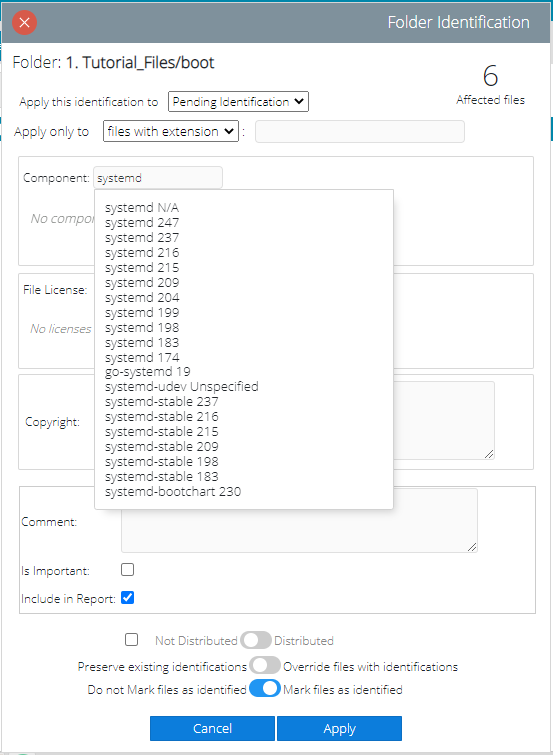 Folder Identification
Folder: 1. Tutorial_Files/boot
6
Affected files
Apply this identification to Pending Identification
Apply only to files with extension :
Component: systemd
No compo
systemd N/A
systemd 247
systemd 237
systemd 216
systemd 215
systemd 209
systemd 204
systemd 199
systemd 198
systemd 183
systemd 174
go-systemd 19
systemd-udev Unspecified
systemd-stable 237
systemd-stable 216
systemd-stable 215
systemd-stable 209
systemd-stable 198
systemd-stable 183
systemd-bootchart 230
File License:
No licenses
Copyright:
Comment:
Is Important:
Include in Report:
Not Distributed Distributed
Preserve existing identifications Override files with identifications
Do not Mark files as identified Mark files as identified
Cancel Apply